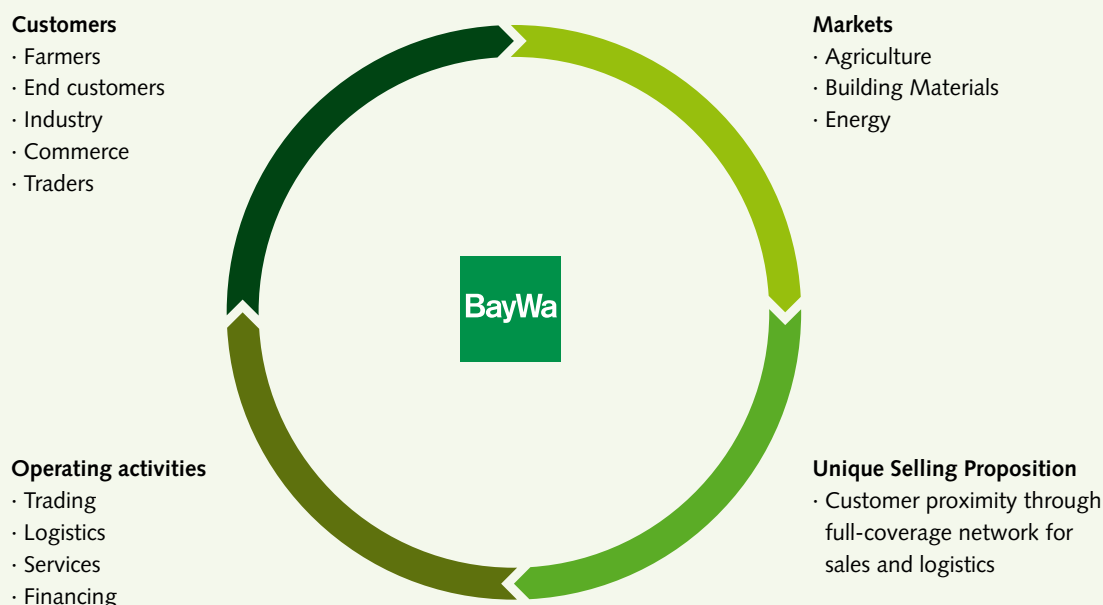 Customers
· Farmers
· End customers
· Industry
· Commerce
· Traders
Markets
· Agriculture
· Building Materials
· Energy
BayWa
Operating activities
· Trading
· Logistics
· Services
· Financing
Unique Selling Proposition
· Customer proximity through
full-coverage network for
sales and logistics